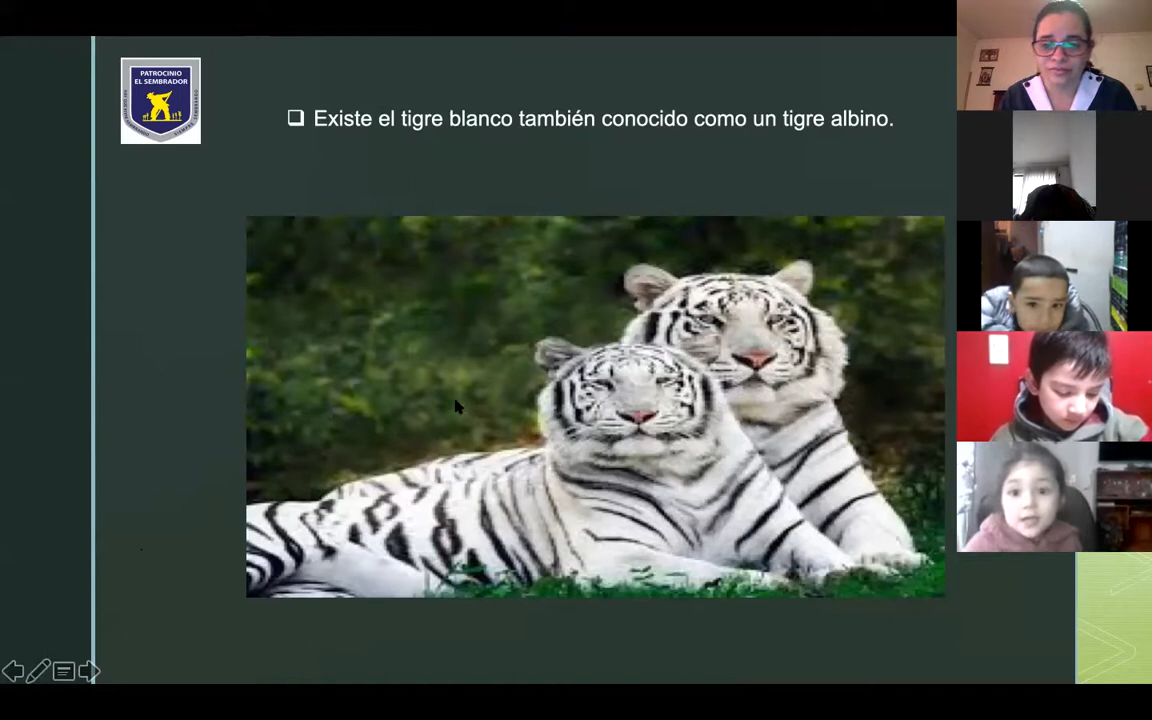 PATROCINIO
EL SEMBRADOR
❑ Existe el tigre blanco también conocido como un tigre albino.